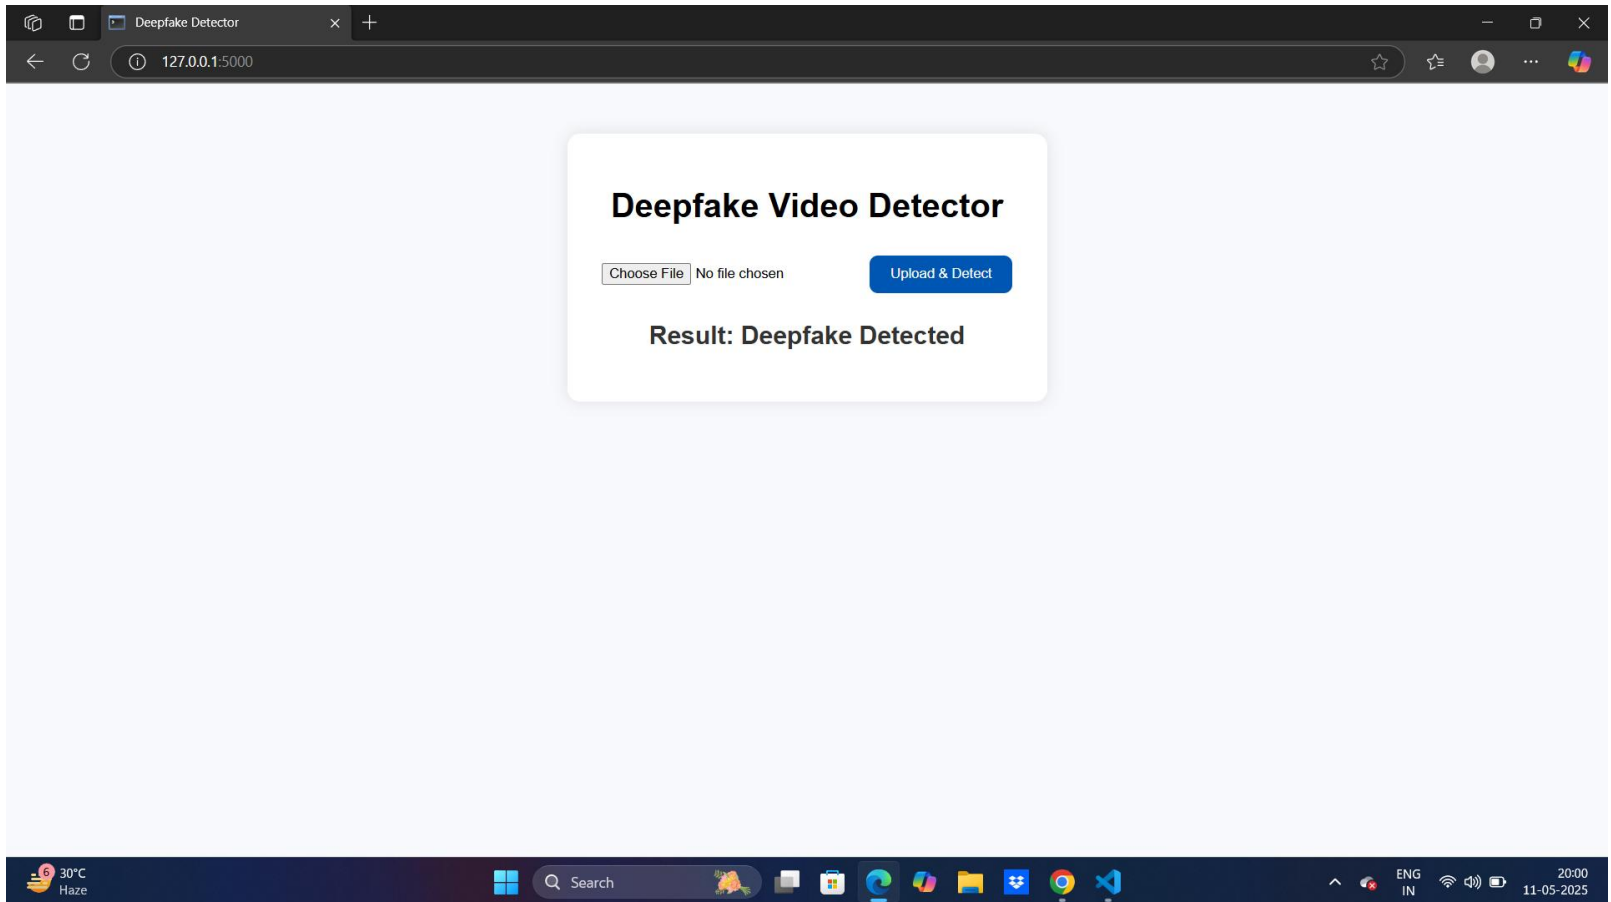 Deepfake Detector
127.0.0.1:5000
Deepfake Video Detector
Choose File No file chosen
Upload & Detect
Result: Deepfake Detected
6
30°C
Haze
Search
ENG
IN
20:00
11-05-2025